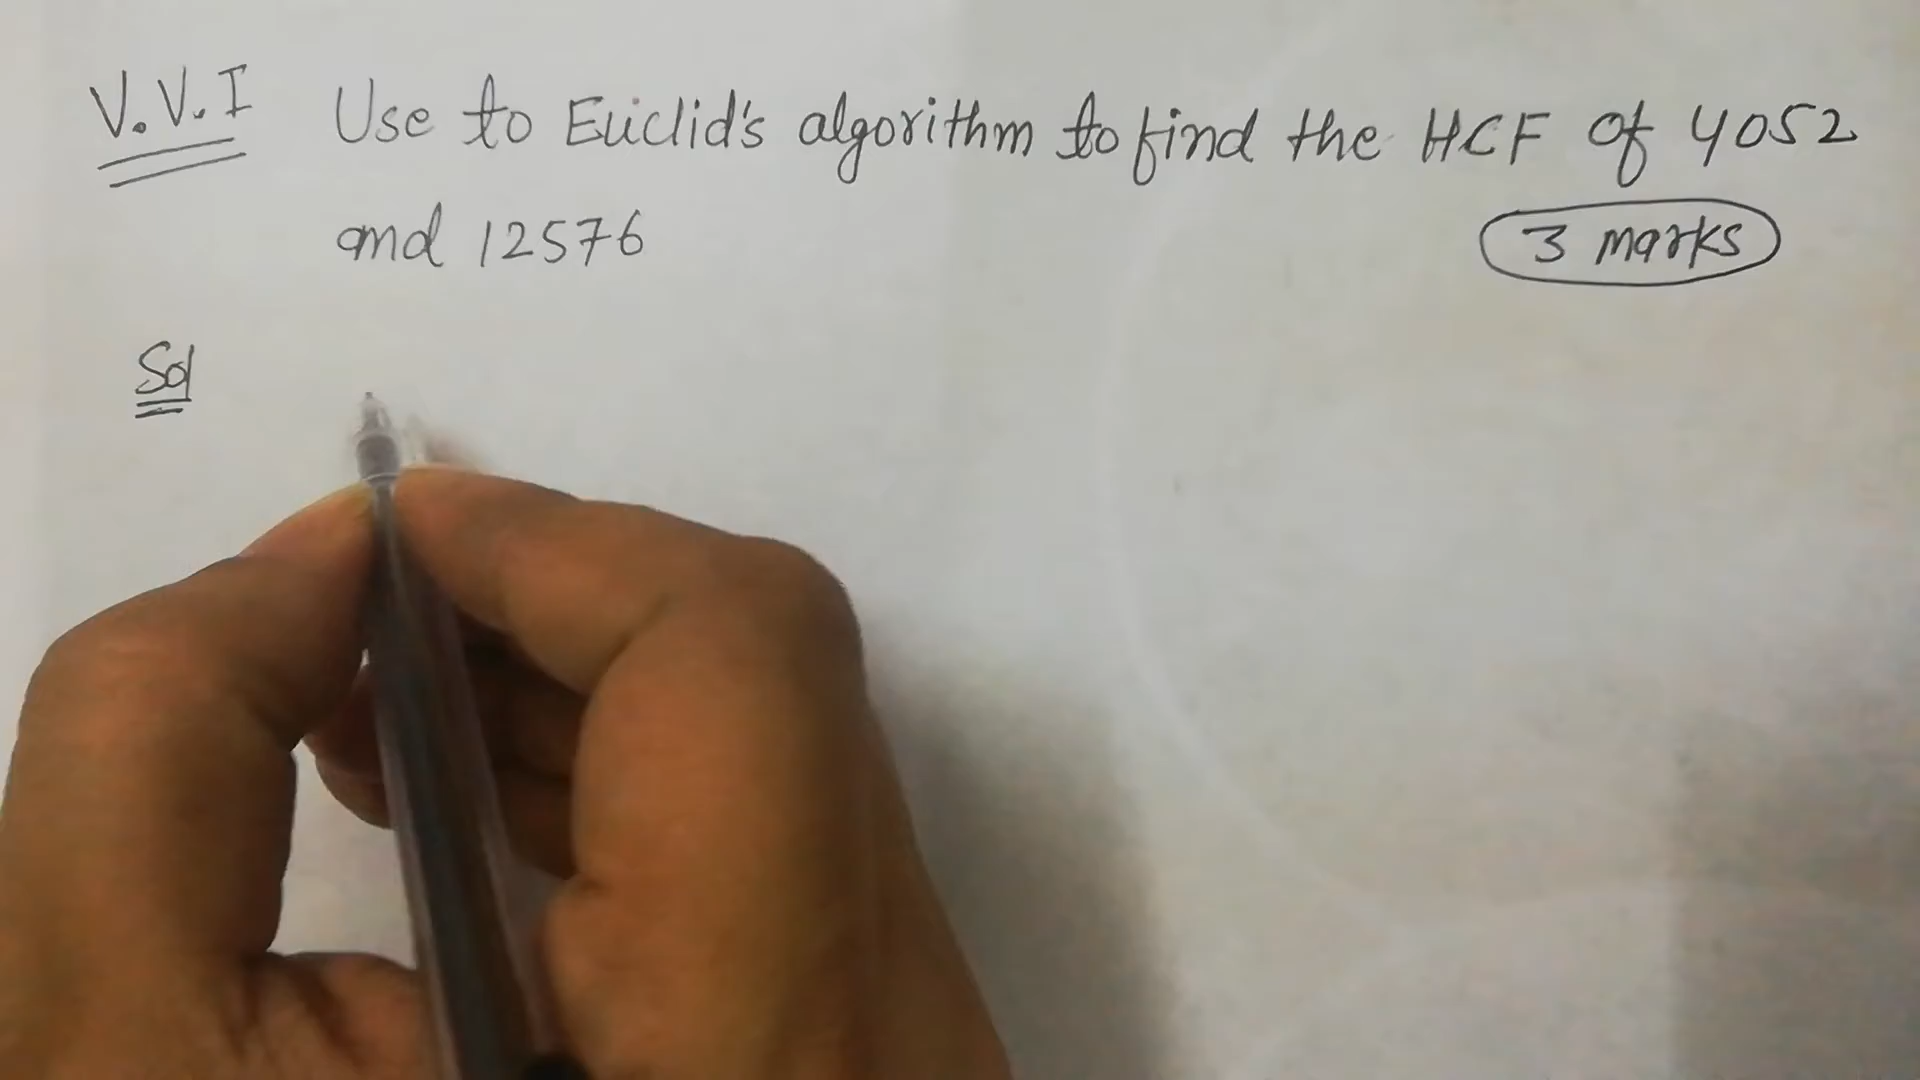 V.V.I Use to Euclid's algorithm to find the HCF of 4052
and 12576
3 marks
Sol